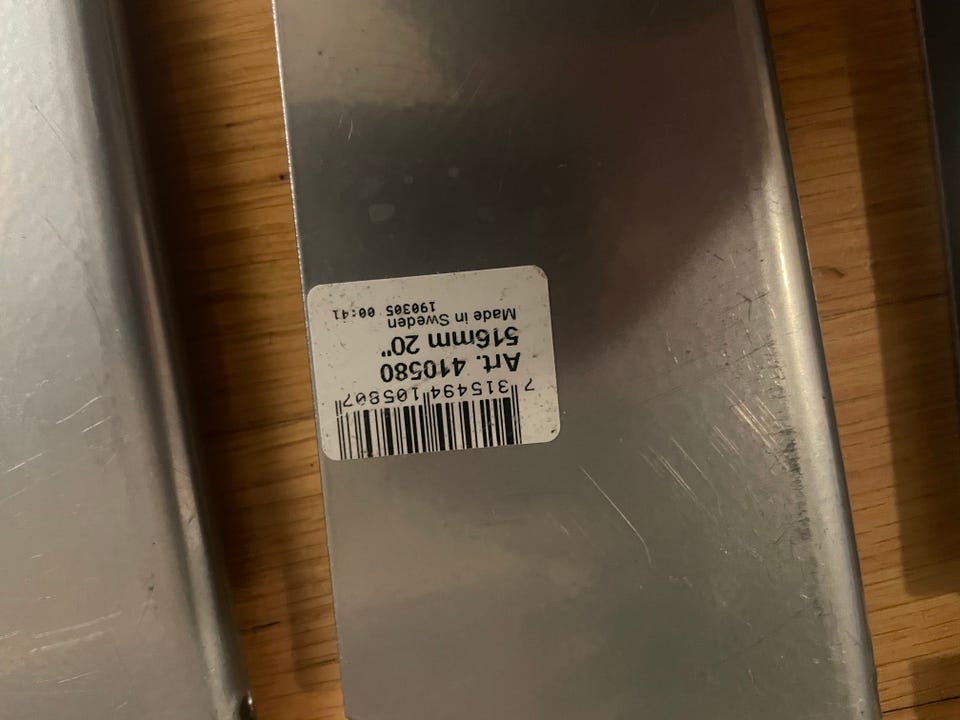 7 315494 105807
Art. 410580
516mm 20"
Made in Sweden
190305 00:41